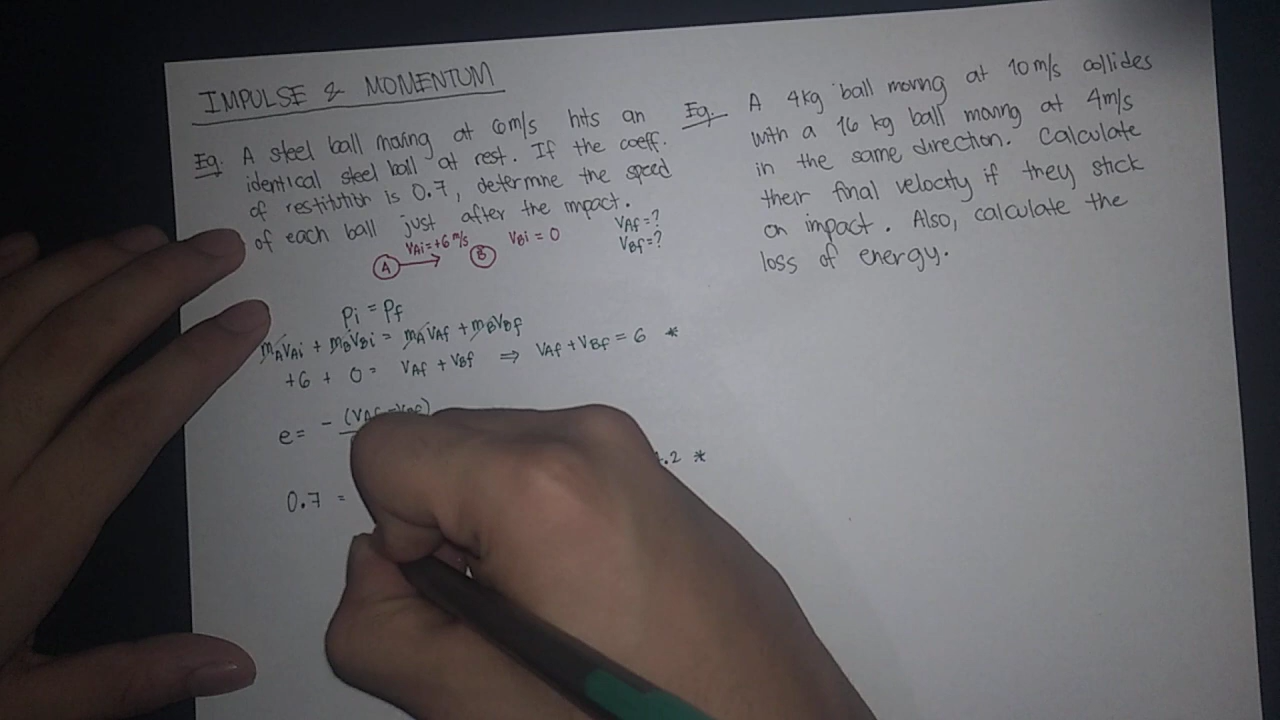 IMPULSE & MOMENTUM
Eg. A steel ball moving at 6m/s hits an
identical steel ball at rest. If the coeff.
of restitution is 0.7, determine the speed
of each ball just after the impact.
vAi=+6m/s
A
B
vBi = 0
vAf=?
vBf=?
Pi = Pf
mAvAi + mBvBi = mAvAf + mBvBf
+6 + 0 = vAf + vBf ⇒ vAf + vBf = 6 *
e = - (vAf-vBf)
.2 *
0.7 =
Eg. A 4kg ball moving at 10m/s collides
with a 16 kg ball moving at 4m/s
in the same direction. Calculate
their final velocity if they stick
on impact. Also, calculate the
loss of energy.